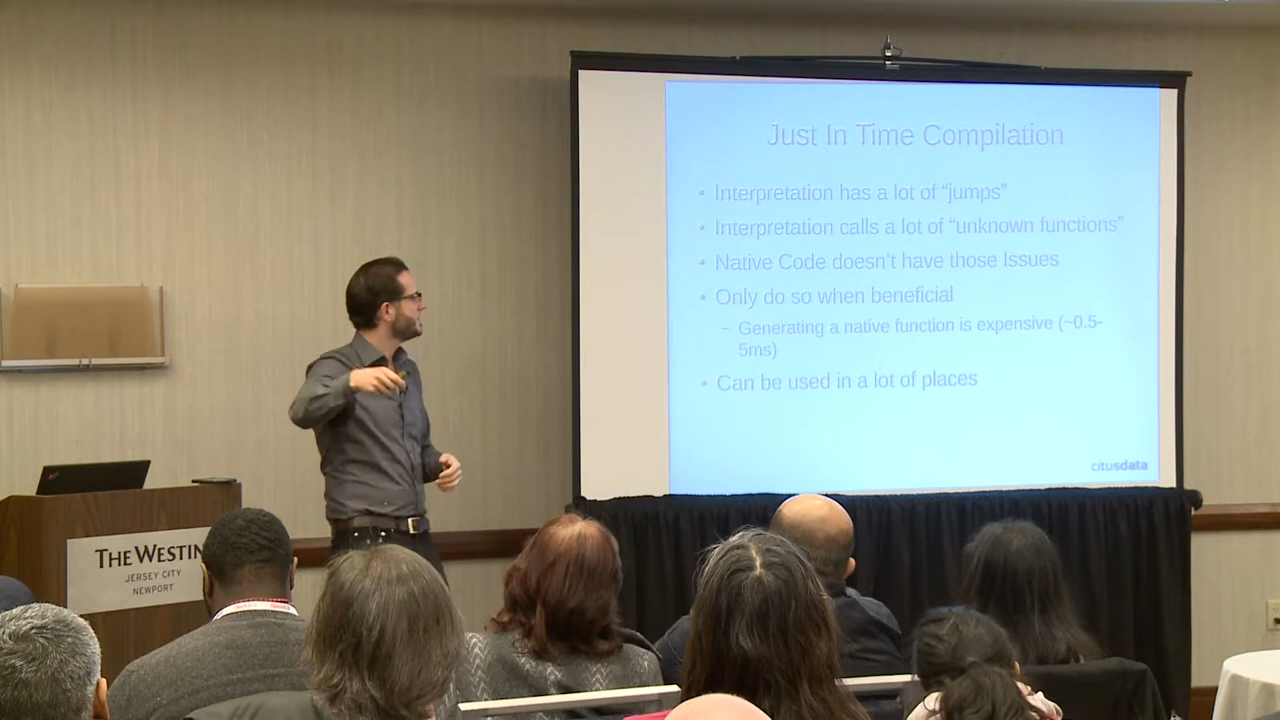 Just In Time Compilation
• Interpretation has a lot of “jumps”
• Interpretation calls a lot of “unknown functions”
• Native Code doesn’t have those Issues
• Only do so when beneficial
– Generating a native function is expensive (~0.5-
5ms)
• Can be used in a lot of places
citusdata
THE WESTIN
JERSEY CITY
NEWPORT